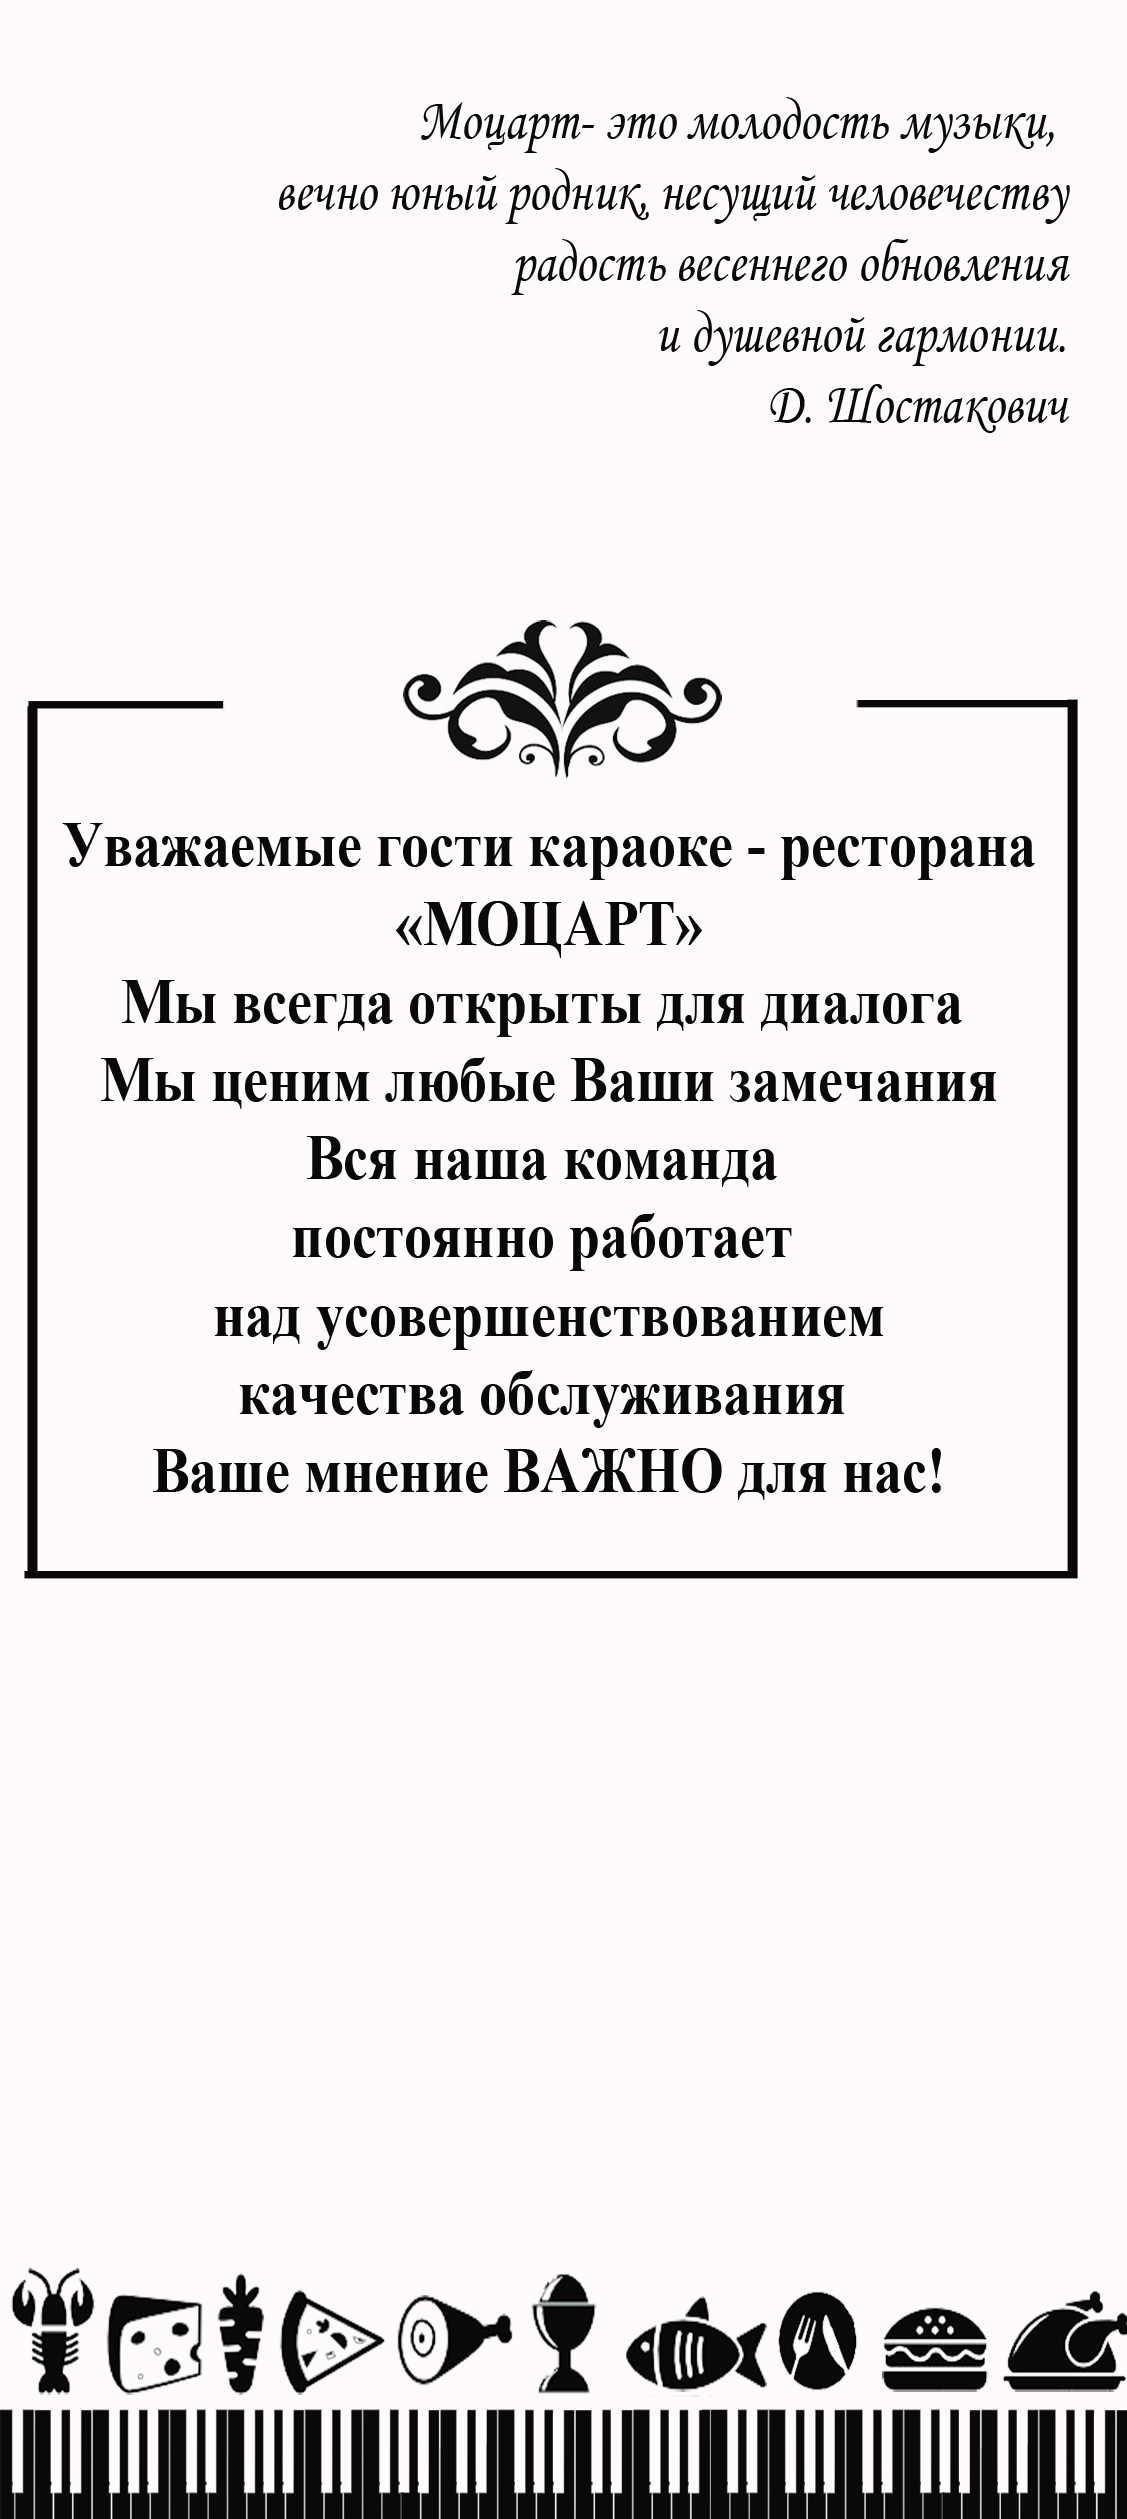 Моцарт- это молодость музыки,
вечно юный родник, несущий человечеству
радость весеннего обновления
и душевной гармонии.
Д. Шостакович
Уважаемые гости караоке - ресторана
«МОЦАРТ»
Мы всегда открыты для диалога
Мы ценим любые Ваши замечания
Вся наша команда
постоянно работает
над усовершенствованием
качества обслуживания
Ваше мнение ВАЖНО для нас!